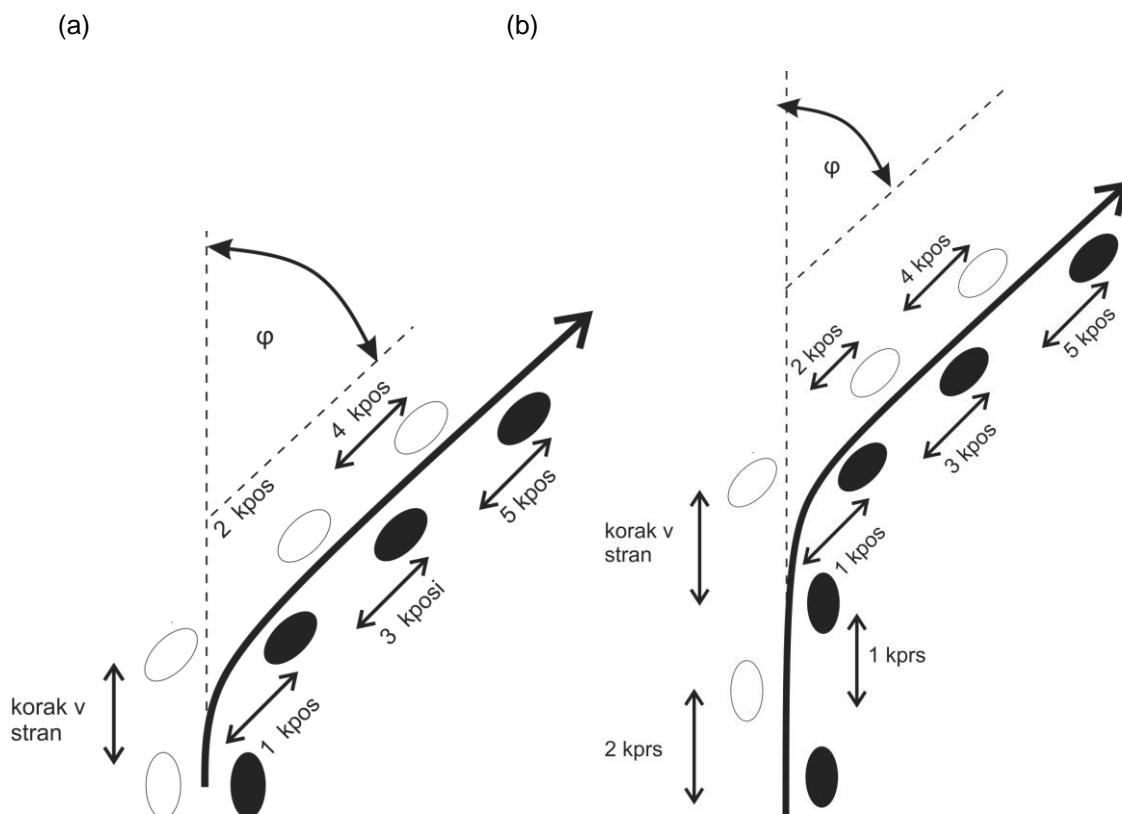 (a)
(b)
φ
4 kpos
2 kpos
5 kpos
3 kposi
korak v
stran
1 kpos
φ
4 kpos
2 kpos
5 kpos
3 kpos
korak v
stran
1 kpos
1 kprs
2 kprs